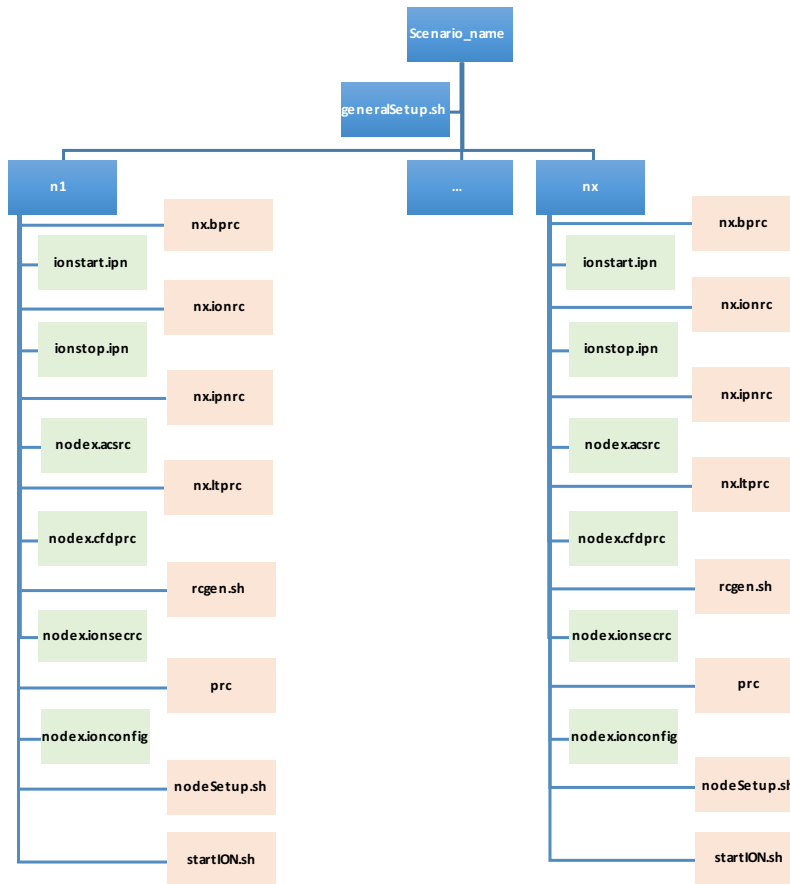 Scenario_name
generalSetup.sh
n1
...
nx
nx.bprc
ionstart.ipn
nx.ionrc
ionstop.ipn
nx.ipnrc
nodex.acsrc
nx.ltprc
nodex.cfdprc
rcgen.sh
nodex.ionsecrc
prc
nodex.ionconfig
nodeSetup.sh
startION.sh
nx.bprc
ionstart.ipn
nx.ionrc
ionstop.ipn
nx.ipnrc
nodex.acsrc
nx.ltprc
nodex.cfdprc
rcgen.sh
nodex.ionsecrc
prc
nodex.ionconfig
nodeSetup.sh
startION.sh